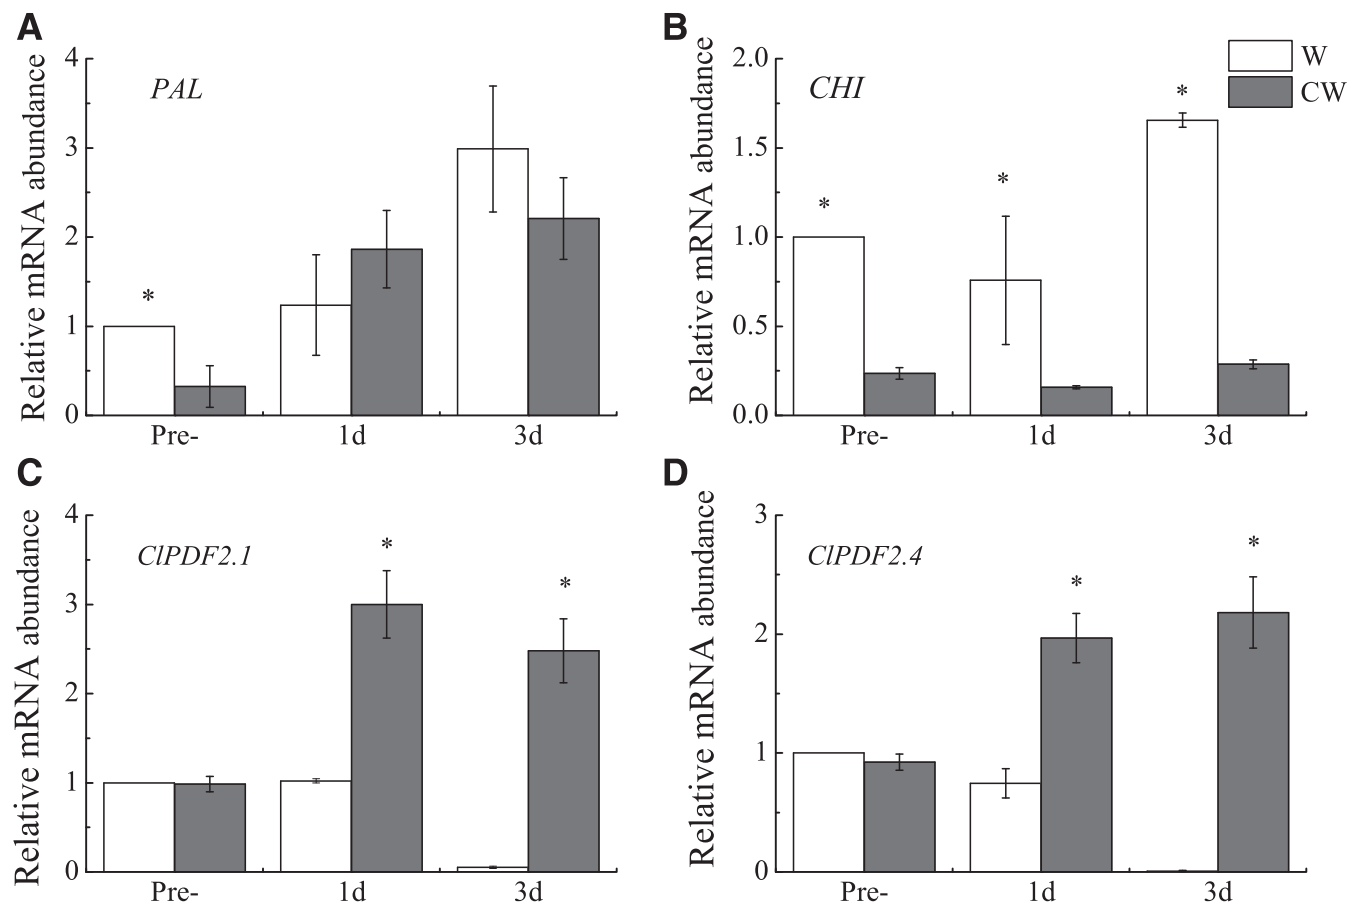 A
Relative mRNA abundance
4
3
2
1
0
PAL
*
Pre-
1d
3d
B
Relative mRNA abundance
2.0
1.5
1.0
0.5
0.0
CHI
*
*
*
Pre-
1d
3d
W
CW
C
Relative mRNA abundance
4
3
2
1
0
ClPDF2.1
*
*
Pre-
1d
3d
D
Relative mRNA abundance
3
2
1
0
ClPDF2.4
*
*
Pre-
1d
3d